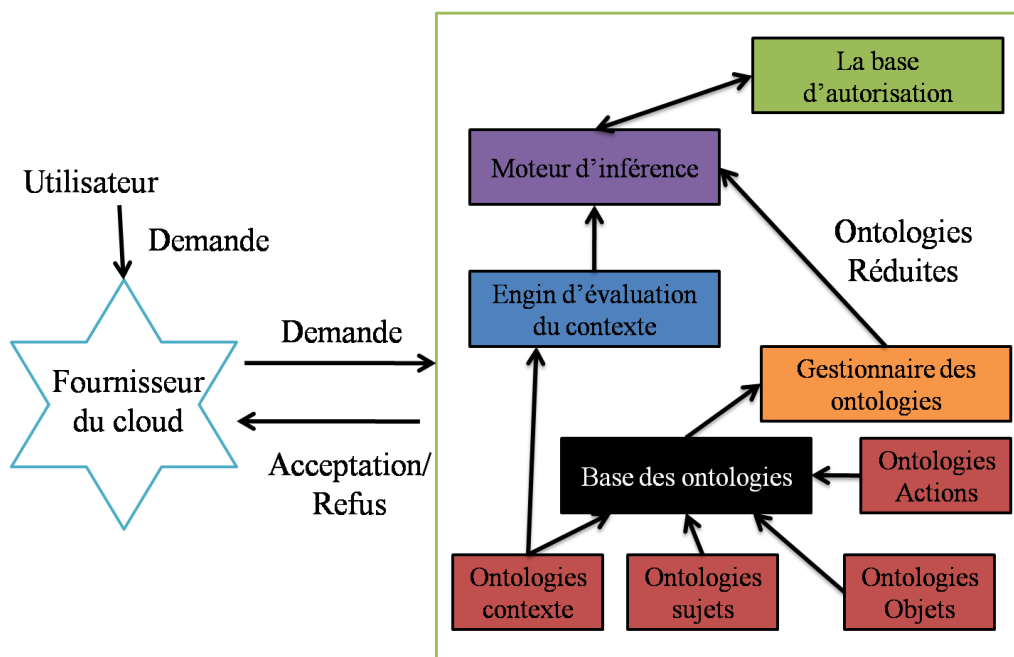 Utilisateur
Demande
Fournisseur
du cloud
Demande
Acceptation/
Refus
La base
d'autorisation
Moteur d'inférence
Ontologies
Réduites
Engin d'évaluation
du contexte
Gestionnaire des
ontologies
Base des ontologies
Ontologies
Actions
Ontologies
contexte
Ontologies
sujets
Ontologies
Objets